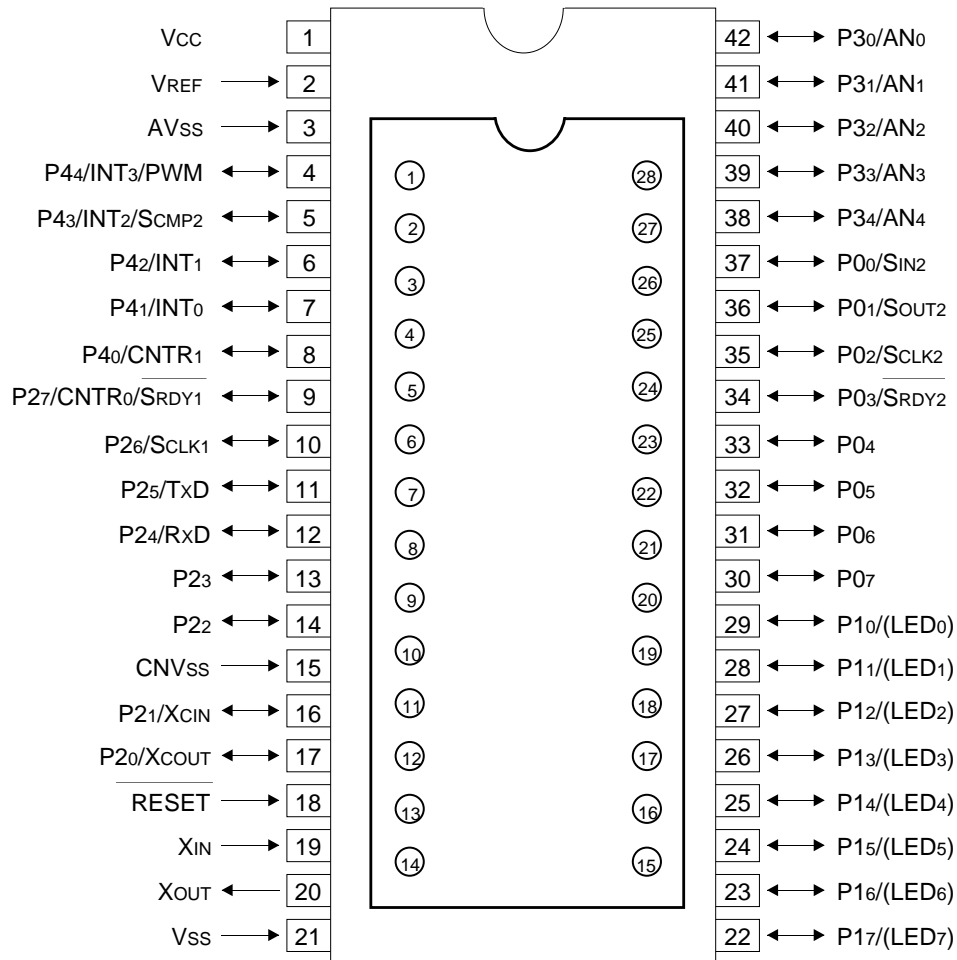 VCC 1 42 P30/AN0
VREF 2 41 P31/AN1
AVSS 3 40 P32/AN2
P44/INT3/PWM 4 1 28 39 P33/AN3
P43/INT2/SCMP2 5 2 27 38 P34/AN4
P42/INT1 6 3 26 37 P00/SIN2
P41/INT0 7 4 25 36 P01/SOUT2
P40/CNTR1 8 35 P02/SCLK2
P27/CNTR0/SRDY1 9 5 24 34 P03/SRDY2
P26/SCLK1 10 6 23 33 P04
P25/TXD 11 7 22 32 P05
P24/RXD 12 8 21 31 P06
P23 13 9 20 30 P07
P22 14 29 P10/(LED0)
CNVSS 15 10 19 28 P11/(LED1)
P21/XCIN 16 11 18 27 P12/(LED2)
P20/XCOUT 17 12 17 26 P13/(LED3)
RESET 18 13 16 25 P14/(LED4)
XIN 19 14 15 24 P15/(LED5)
XOUT 20 23 P16/(LED6)
VSS 21 22 P17/(LED7)